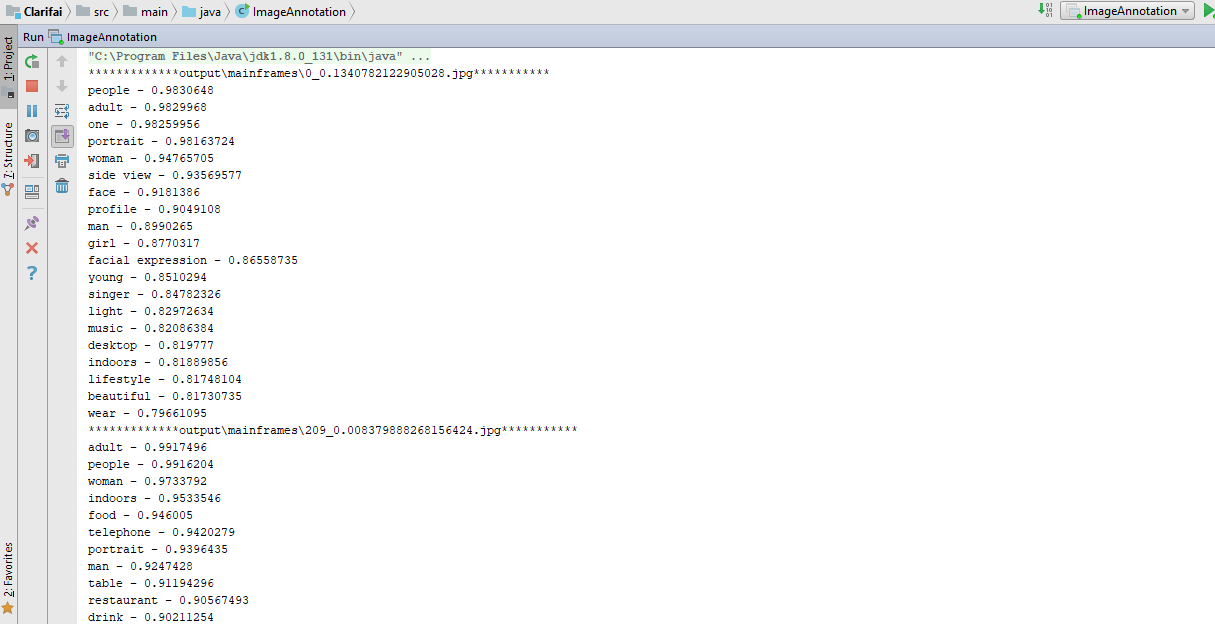 Clarifai src main java ImageAnnotation ImageAnnotation
Run ImageAnnotation
1: Project
7: Structure
2: Favorites
"C:\Program Files\Java\jdk1.8.0_131\bin\java" ...
*************output\mainframes\0_0.1340782122905028.jpg***********
people - 0.9830648
adult - 0.9829968
one - 0.98259956
portrait - 0.98163724
woman - 0.94765705
side view - 0.93569577
face - 0.9181386
profile - 0.9049108
man - 0.8990265
girl - 0.8770317
facial expression - 0.86558735
young - 0.8510294
singer - 0.84782326
light - 0.82972634
music - 0.82086384
desktop - 0.819777
indoors - 0.81889856
lifestyle - 0.81748104
beautiful - 0.81730735
wear - 0.79661095
*************output\mainframes\209_0.008379888268156424.jpg***********
adult - 0.9917496
people - 0.9916204
woman - 0.9733792
indoors - 0.9533546
food - 0.946005
telephone - 0.9420279
portrait - 0.9396435
man - 0.9247428
table - 0.91194296
restaurant - 0.90567493
drink - 0.90211254